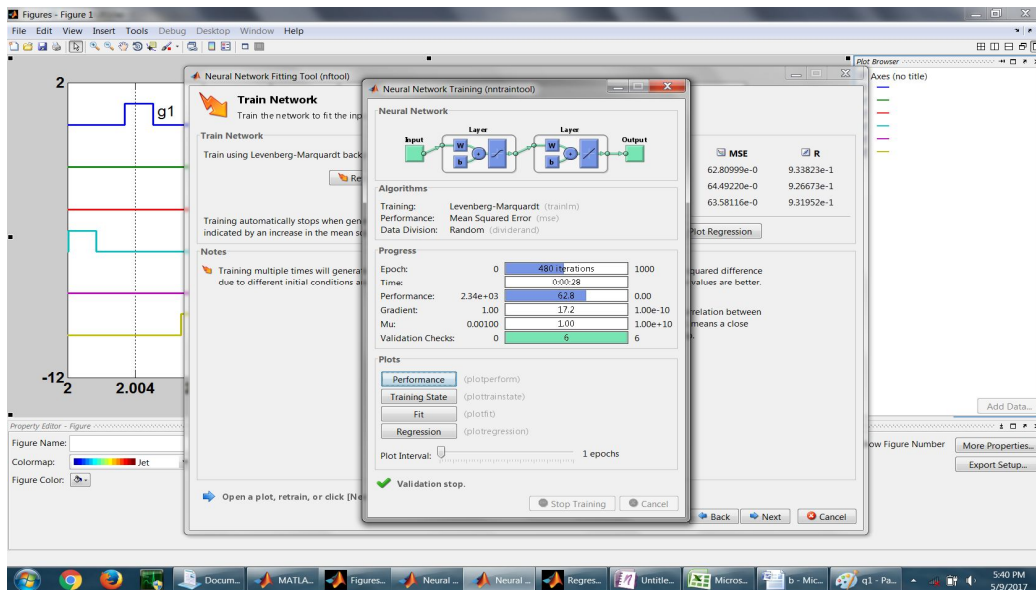 Figures - Figure 1
File Edit View Insert Tools Debug Desktop Window Help
Plot Browser
Axes (no title)
2
g1
-12
2
2.004
Neural Network Fitting Tool (nftool)
Train Network
Train the network to fit the inp
Train Network
Train using Levenberg-Marquardt back
Re
Training automatically stops when gen
indicated by an increase in the mean s
Notes
Training multiple times will genera
due to different initial conditions a
MSE R
62.80999e-0 9.33823e-1
64.49220e-0 9.26673e-1
63.58116e-0 9.31952e-1
Plot Regression
quared difference
values are better.
relation between
means a close
Open a plot, retrain, or click [Ne
Back Next Cancel
Neural Network Training (nntraintool)
Neural Network
Input Layer Layer Output
W W
b b
Algorithms
Training: Levenberg-Marquardt (trainlm)
Performance: Mean Squared Error (mse)
Data Division: Random (dividerand)
Progress
Epoch: 0 480 iterations 1000
Time: 0:00:28
Performance: 2.34e+03 62.8 0.00
Gradient: 1.00 17.2 1.00e-10
Mu: 0.00100 1.00 1.00e+10
Validation Checks: 0 6 6
Plots
Performance (plotperform)
Training State (plottrainstate)
Fit (plotfit)
Regression (plotregression)
Plot Interval: 1 epochs
Validation stop.
Stop Training Cancel
Add Data...
Property Editor - Figure
Figure Name:
Colormap: Jet
Figure Color:
ow Figure Number
More Properties...
Export Setup...
Docum... MATLA... Figures... Neural ... Neural ... Regres... Untitle... Micros... b - Mic... q1 - Pa...
5:40 PM
5/9/2017